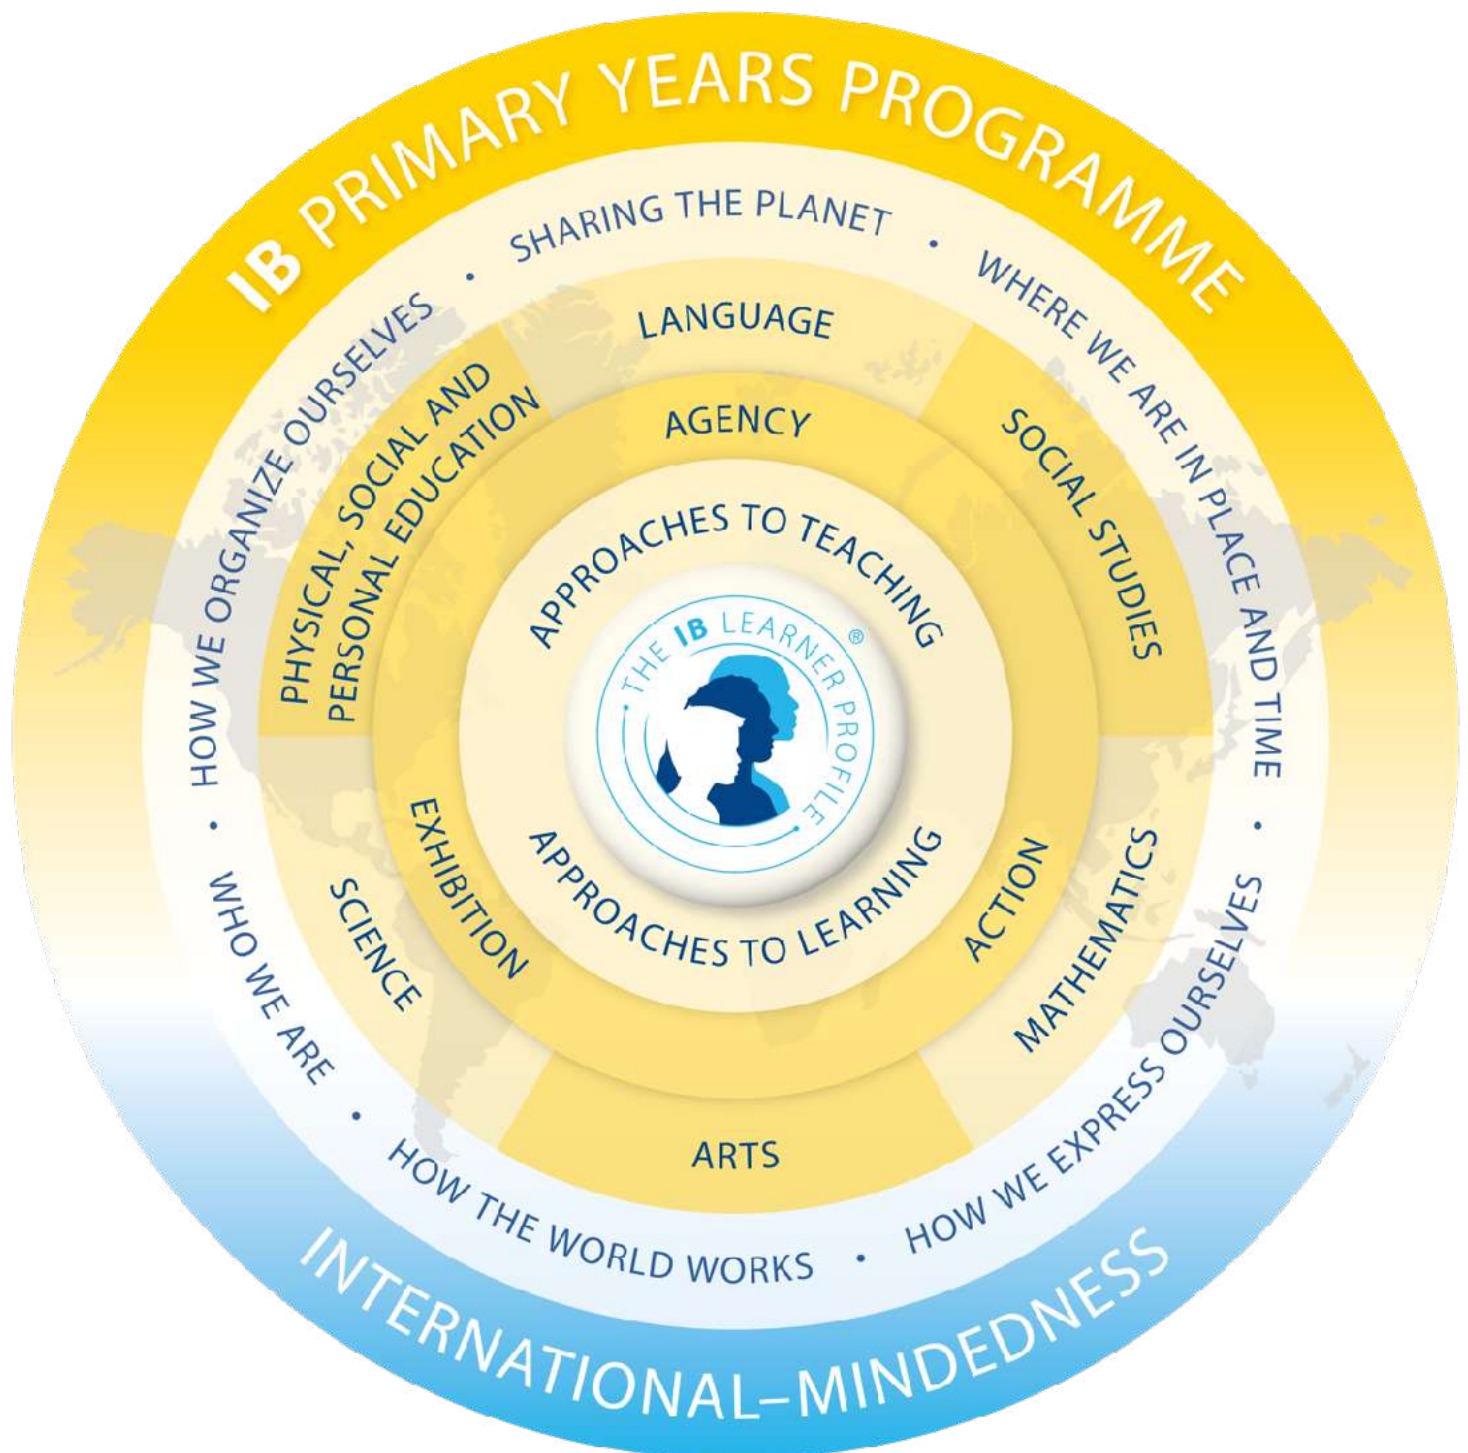 IB PRIMARY YEARS PROGRAMME
SHARING THE PLANET
•
WHERE WE ARE IN PLACE AND TIME
•
HOW WE EXPRESS OURSELVES
•
HOW THE WORLD WORKS
•
WHO WE ARE
•
HOW WE ORGANIZE OURSELVES
•
LANGUAGE
SOCIAL STUDIES
MATHEMATICS
ARTS
SCIENCE
PHYSICAL, SOCIAL AND
PERSONAL EDUCATION
AGENCY
ACTION
EXHIBITION
APPROACHES TO TEACHING
APPROACHES TO LEARNING
THE IB LEARNER PROFILE ®
INTERNATIONAL–MINDEDNESS